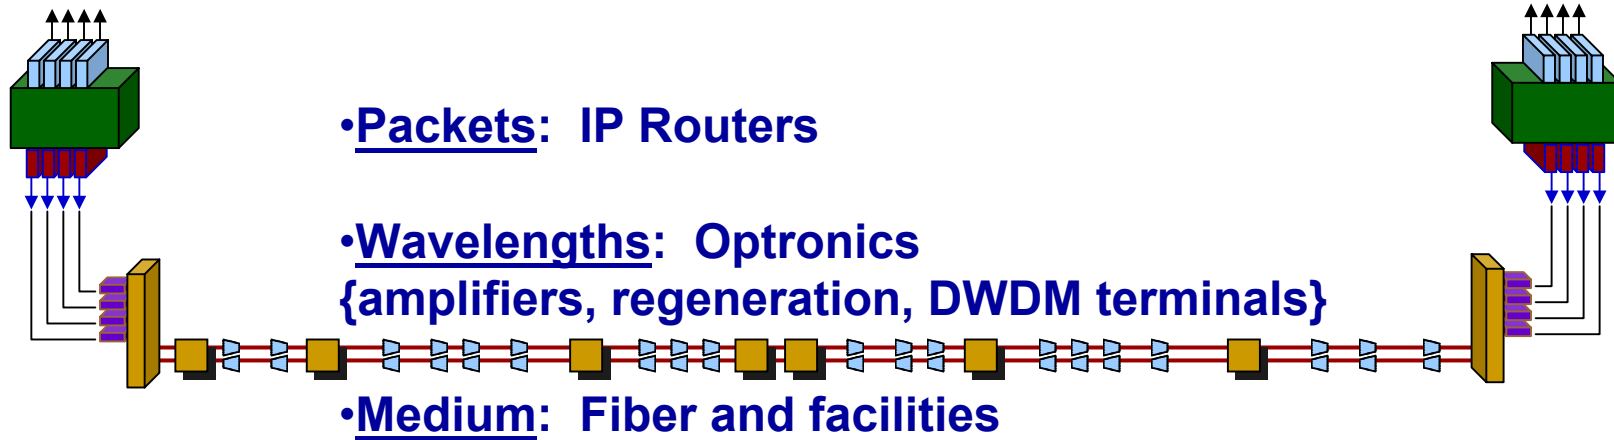 •Packets:  IP Routers
•Wavelengths:  Optronics
{amplifiers, regeneration, DWDM terminals}
•Medium:  Fiber and facilities